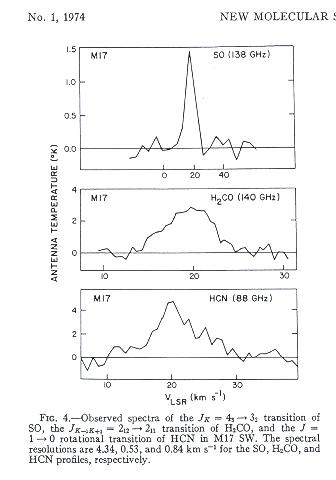 No. 1, 1974 NEW MOLECULAR
M17 SO (138 GHz)
1.5
1.0
0.5
0.0
0 20 40
M17 H₂CO (140 GHz)
4
2
0
10 20 30
M17 HCN (88 GHz)
4
2
0
10 20 30
V_LSR (km s⁻¹)
ANTENNA TEMPERATURE (°K)
FIG. 4.—Observed spectra of the J_K = 4₃ → 3₂ transition of
SO, the J_K₋₁K₊₁ = 2₁₂ → 2₁₁ transition of H₂CO, and the J =
1 → 0 rotational transition of HCN in M17 SW. The spectral
resolutions are 4.34, 0.53, and 0.84 km s⁻¹ for the SO, H₂CO, and
HCN profiles, respectively.